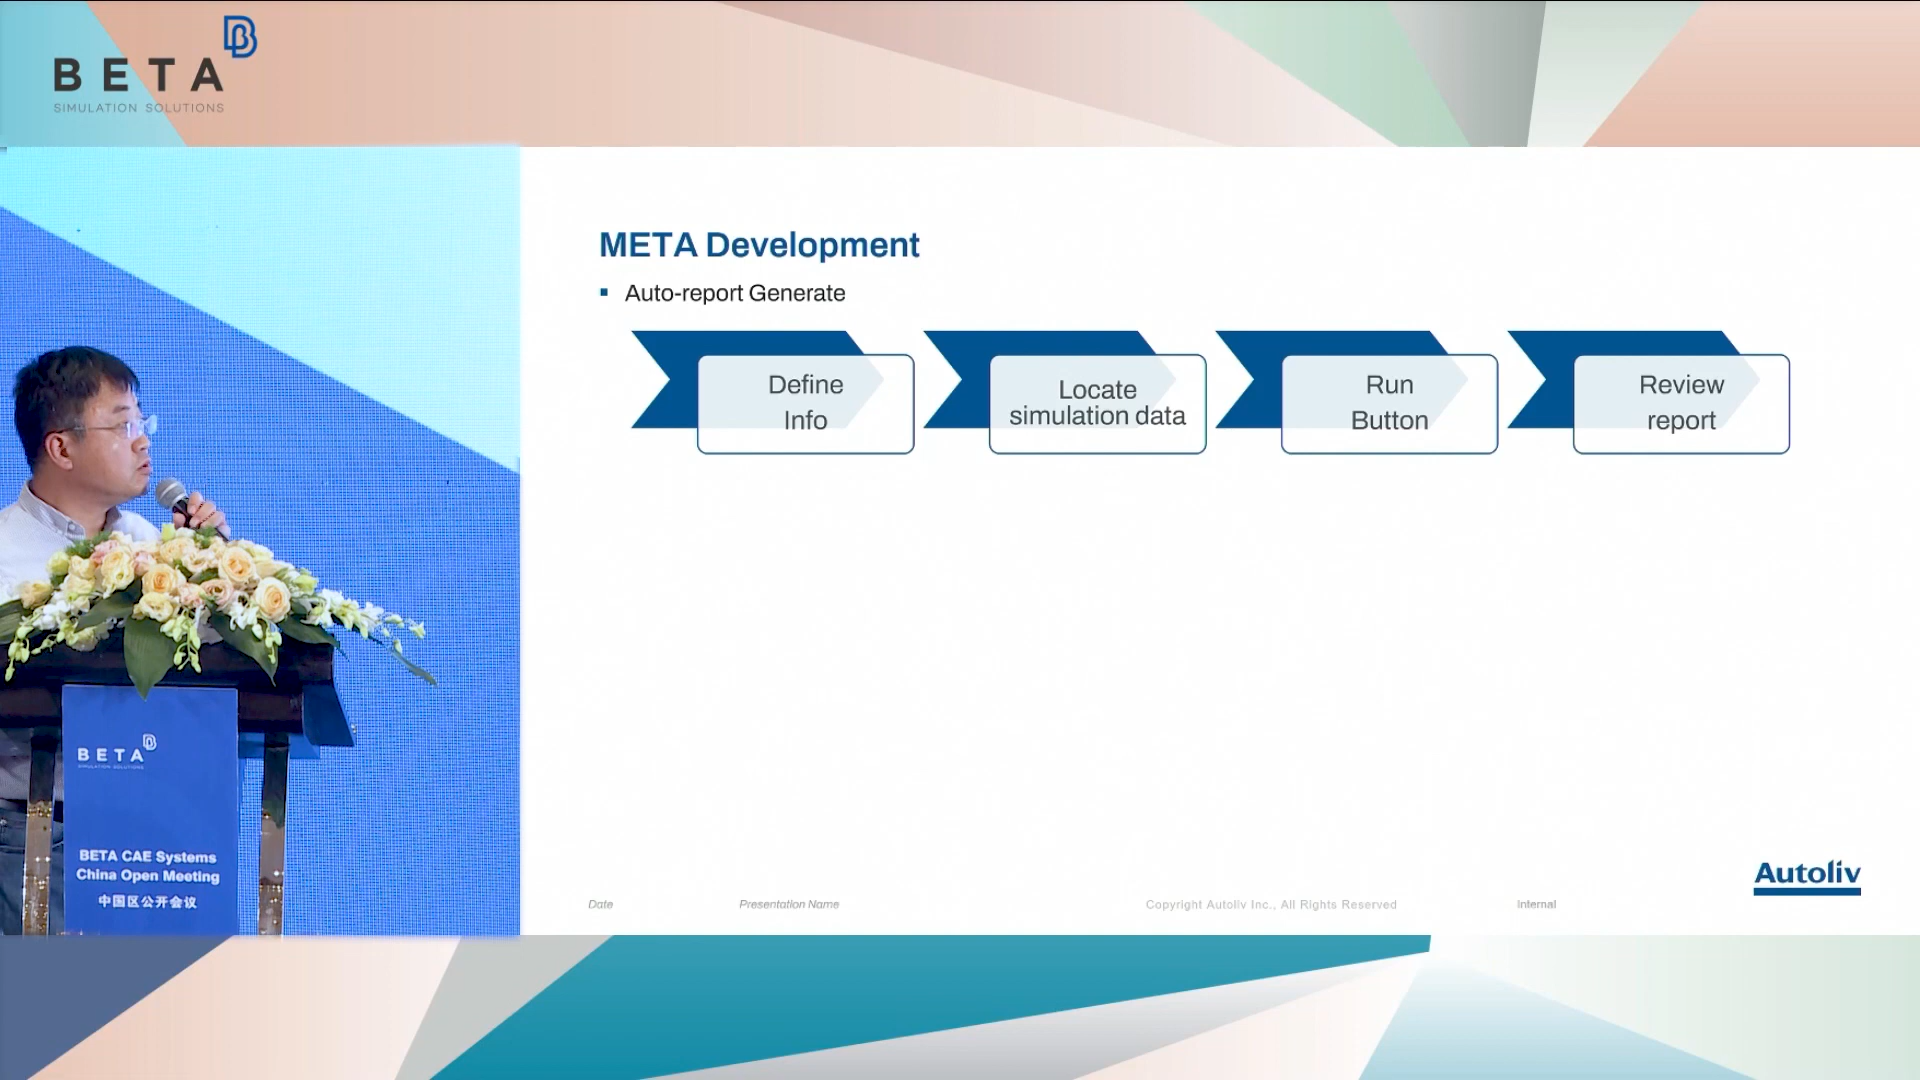 BETA
SIMULATION SOLUTIONS
META Development
Auto-report Generate
Define
Info
Locate
simulation data
Run
Button
Review
report
BETA
SIMULATION SOLUTIONS
BETA CAE Systems
China Open Meeting
中国区公开会议
Autoliv
Date
Presentation Name
Copyright Autoliv Inc., All Rights Reserved
Internal